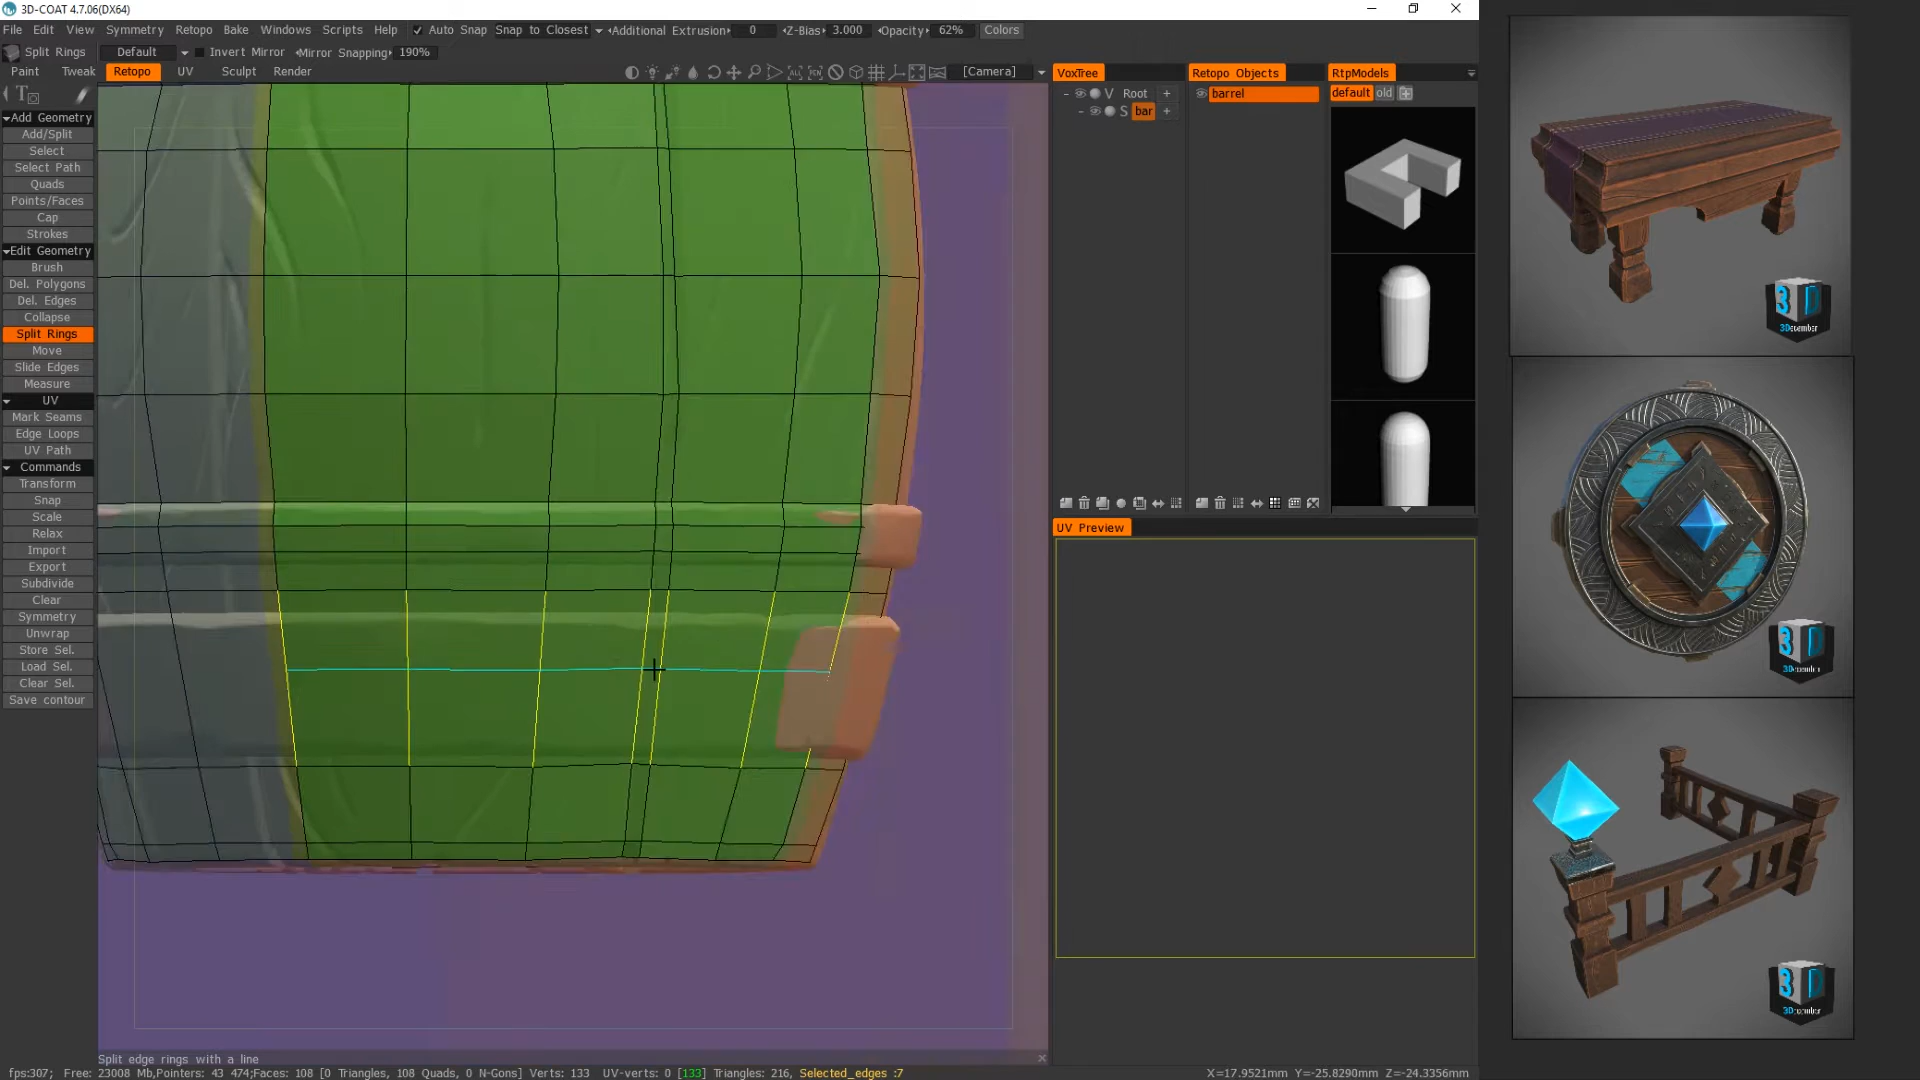 3D-COAT 4.7.06(DX64)
File Edit View Symmetry Retopo Bake Windows Scripts Help Auto Snap Snap to Closest Additional Extrusion 0 Z-Bias 3.000 Opacity 62% Colors
Split Rings Default Invert Mirror Mirror Snapping 190%
Paint Tweak Retopo UV Sculpt Render [Camera] VoxTree Retopo Objects RtpModels
V Root + barrel default old
S bar +
Add Geometry
Add/Split
Select
Select Path
Quads
Points/Faces
Cap
Strokes
Edit Geometry
Brush
Del. Polygons
Del. Edges
Collapse
Split Rings
Move
Slide Edges
Measure
UV
Mark Seams
Edge Loops
UV Path
Commands
Transform
Snap
Scale
Relax
Import
Export
Subdivide
Clear
Symmetry
Unwrap
Store Sel.
Load Sel.
Clear Sel.
Save contour
UV Preview
Split edge rings with a line
fps:307; Free: 23008 Mb,Pointers: 43 474;Faces: 108 [0 Triangles, 108 Quads, 0 N-Gons] Verts: 133 UV-verts: 0 [133] Triangles: 216, Selected_edges :7 X=17.9521mm Y=-25.8290mm Z=-24.3356mm
3D
3Dcember
3D
3Dcember
3D
3Dcember